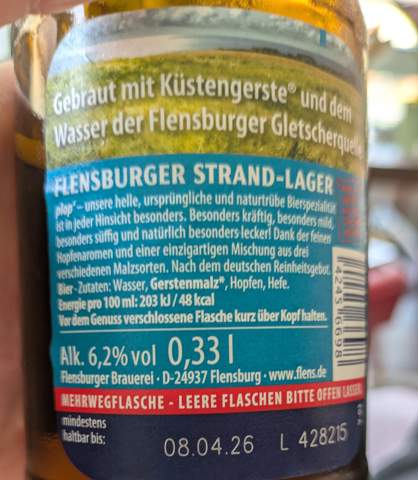 Gebraut mit Küstengerste® und dem
Wasser der Flensburger Gletscherquelle
FLENSBURGER STRAND-LAGER
plop' – unsere helle, ursprüngliche und naturtrübe Bierspezialität
ist in jeder Hinsicht besonders. Besonders kräftig, besonders mild,
besonders süffig und natürlich besonders lecker! Dank der feinen
Hopfenaromen und einer einzigartigen Mischung aus drei
verschiedenen Malzsorten. Nach dem deutschen Reinheitsgebot.
Bier - Zutaten: Wasser, Gerstenmalz*, Hopfen, Hefe.
Energie pro 100 ml: 203 kJ / 48 kcal
Vor dem Genuss verschlossene Flasche kurz über Kopf halten.
Alk. 6,2% vol 0,33 l
Flensburger Brauerei · D-24937 Flensburg · www.flens.de
MEHRWEGFLASCHE - LEERE FLASCHEN BITTE OFFEN LASSEN.
mindestens
haltbar bis:
08.04.26 L 428215